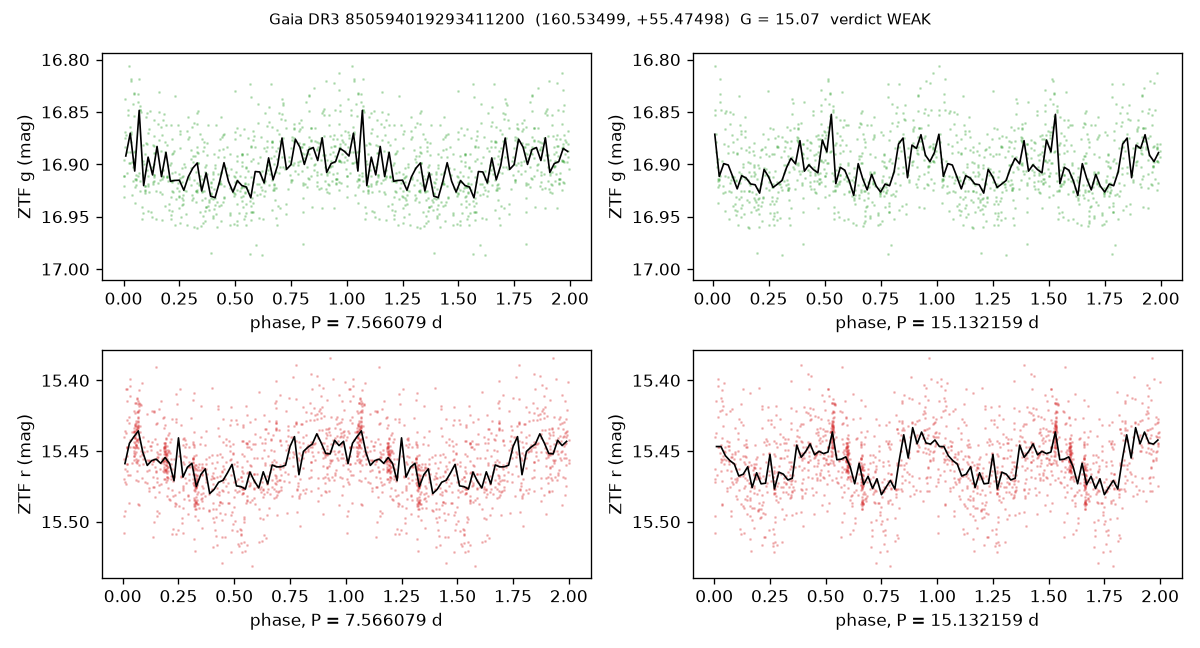 Gaia DR3 850594019293411200  (160.53499, +55.47498)  G = 15.07  verdict WEAK
ZTF g (mag)
16.80
16.85
16.90
16.95
17.00
0.00 0.25 0.50 0.75 1.00 1.25 1.50 1.75 2.00
phase, P = 7.566079 d
ZTF g (mag)
16.80
16.85
16.90
16.95
17.00
0.00 0.25 0.50 0.75 1.00 1.25 1.50 1.75 2.00
phase, P = 15.132159 d
ZTF r (mag)
15.40
15.45
15.50
0.00 0.25 0.50 0.75 1.00 1.25 1.50 1.75 2.00
phase, P = 7.566079 d
ZTF r (mag)
15.40
15.45
15.50
0.00 0.25 0.50 0.75 1.00 1.25 1.50 1.75 2.00
phase, P = 15.132159 d